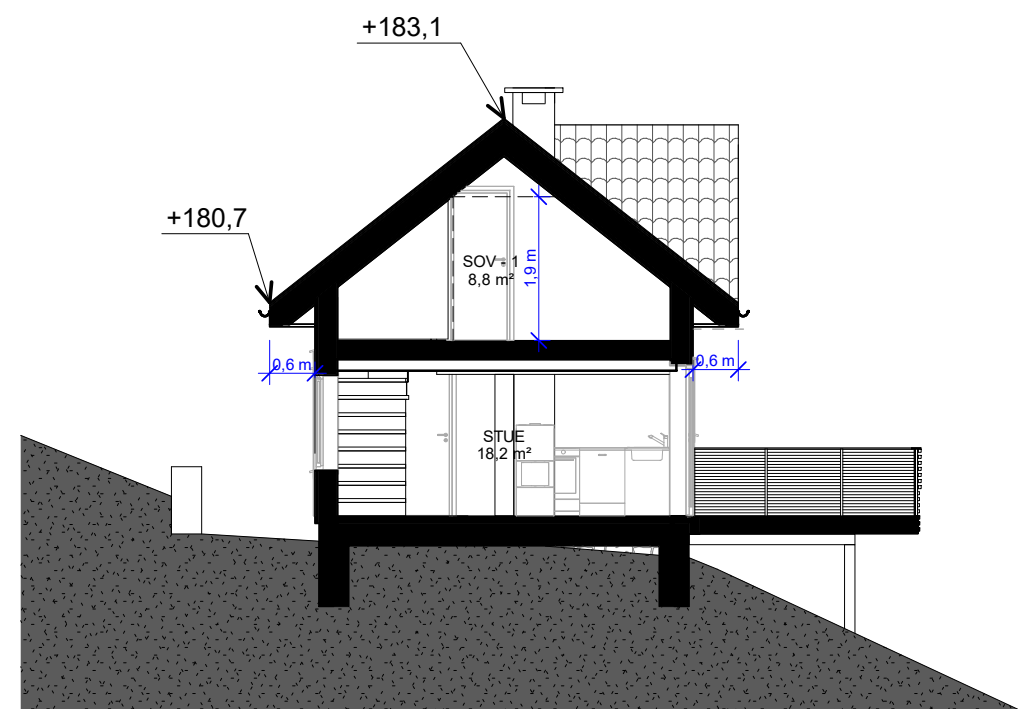 +183,1
+180,7
SOV - 1
8,8 m²
1,9 m
0,6 m
0,6 m
STUE
18,2 m²